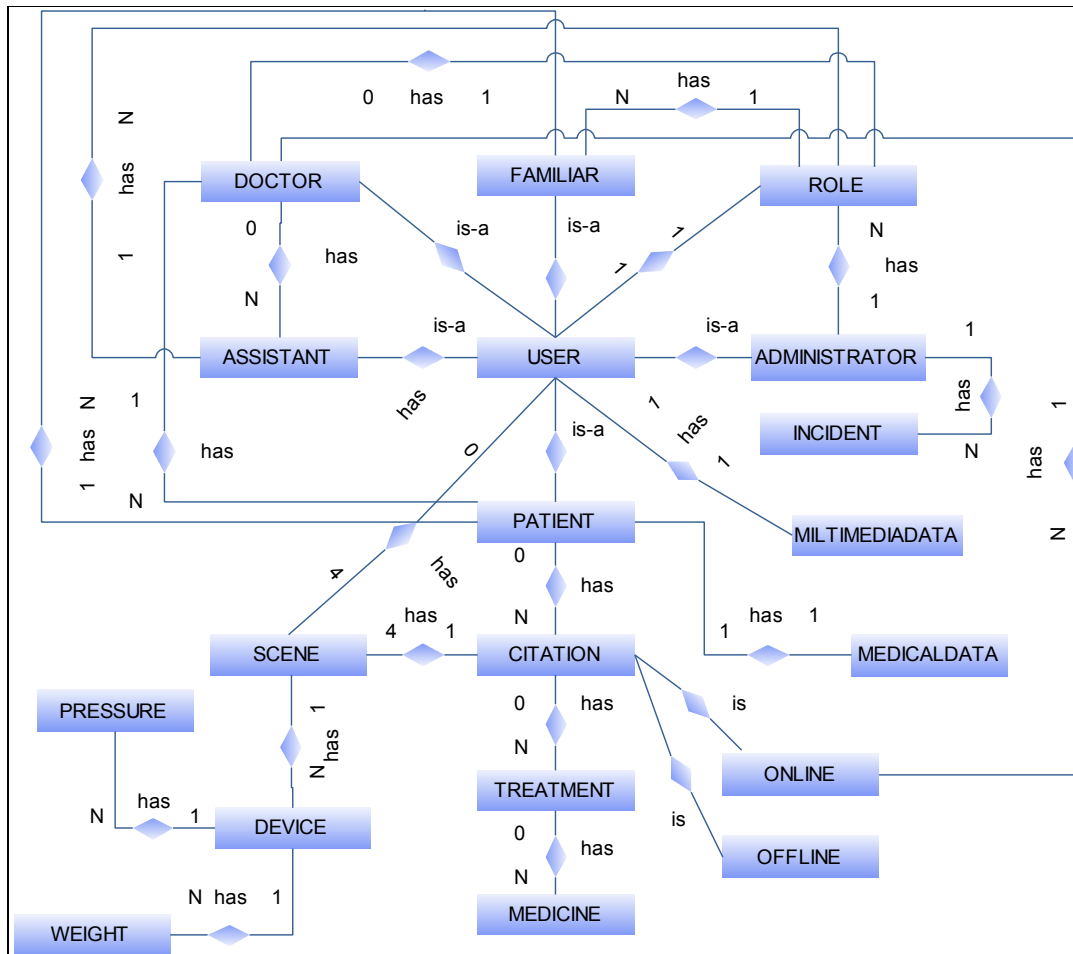 0 has 1
has
N 1
N
has
1
DOCTOR
FAMILIAR
ROLE
0
has
N
is-a
is-a
1
1
N
has
1
ASSISTANT
is-a
USER
is-a
ADMINISTRATOR
1
has
N
INCIDENT
has
N
has
1
1
has
N
0
has
4
is-a
1
has
1
MILTIMEDIADATA
1
has
N
PATIENT
0
has
N
has
1 1
MEDICALDATA
SCENE
has
4 1
CITATION
1
has
N
0
has
N
is
ONLINE
is
OFFLINE
PRESSURE
has
N 1
DEVICE
TREATMENT
0
has
N
MEDICINE
N has 1
WEIGHT